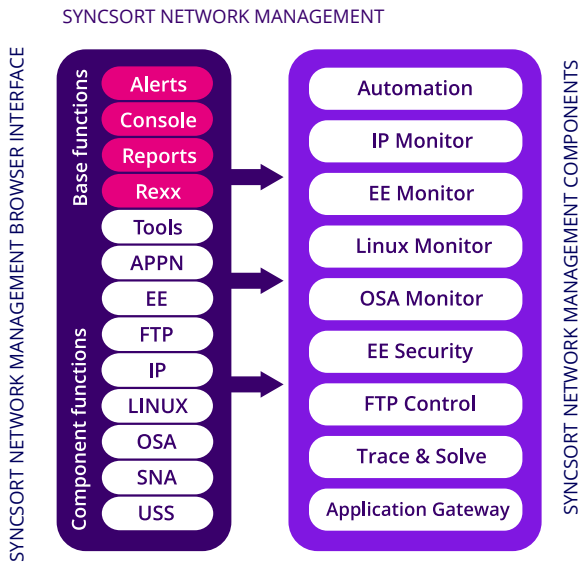 SYNCSORT NETWORK MANAGEMENT
SYNCSORT NETWORK MANAGEMENT BROWSER INTERFACE
Base functions
Alerts
Console
Reports
Rexx
Component functions
Tools
APPN
EE
FTP
IP
LINUX
OSA
SNA
USS
Automation
IP Monitor
EE Monitor
Linux Monitor
OSA Monitor
EE Security
FTP Control
Trace & Solve
Application Gateway
SYNCSORT NETWORK MANAGEMENT COMPONENTS